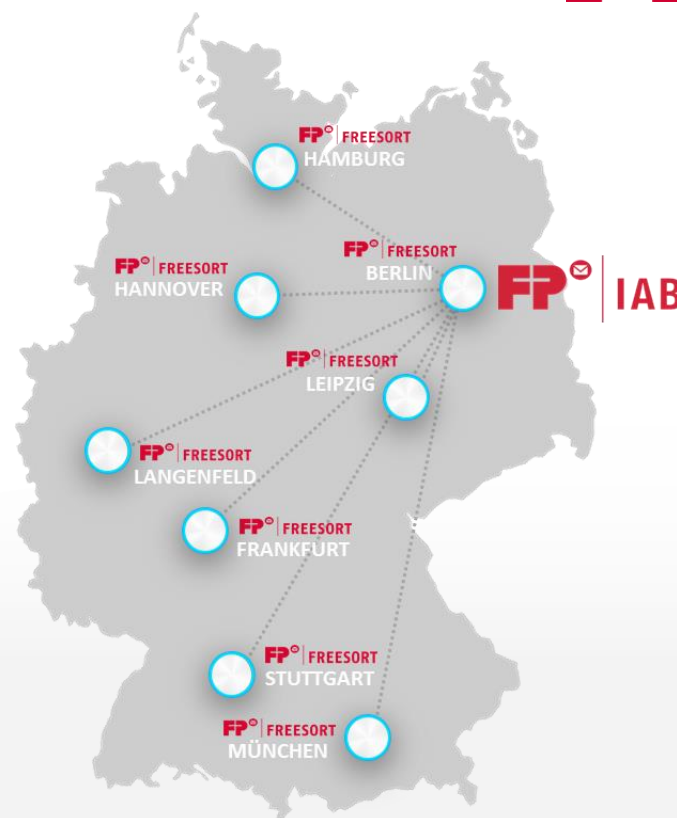 FP FREESORT
HAMBURG
FP FREESORT
BERLIN
FP IAB
FP FREESORT
HANNOVER
FP FREESORT
LEIPZIG
FP FREESORT
LANGENFELD
FP FREESORT
FRANKFURT
FP FREESORT
STUTTGART
FP FREESORT
MÜNCHEN